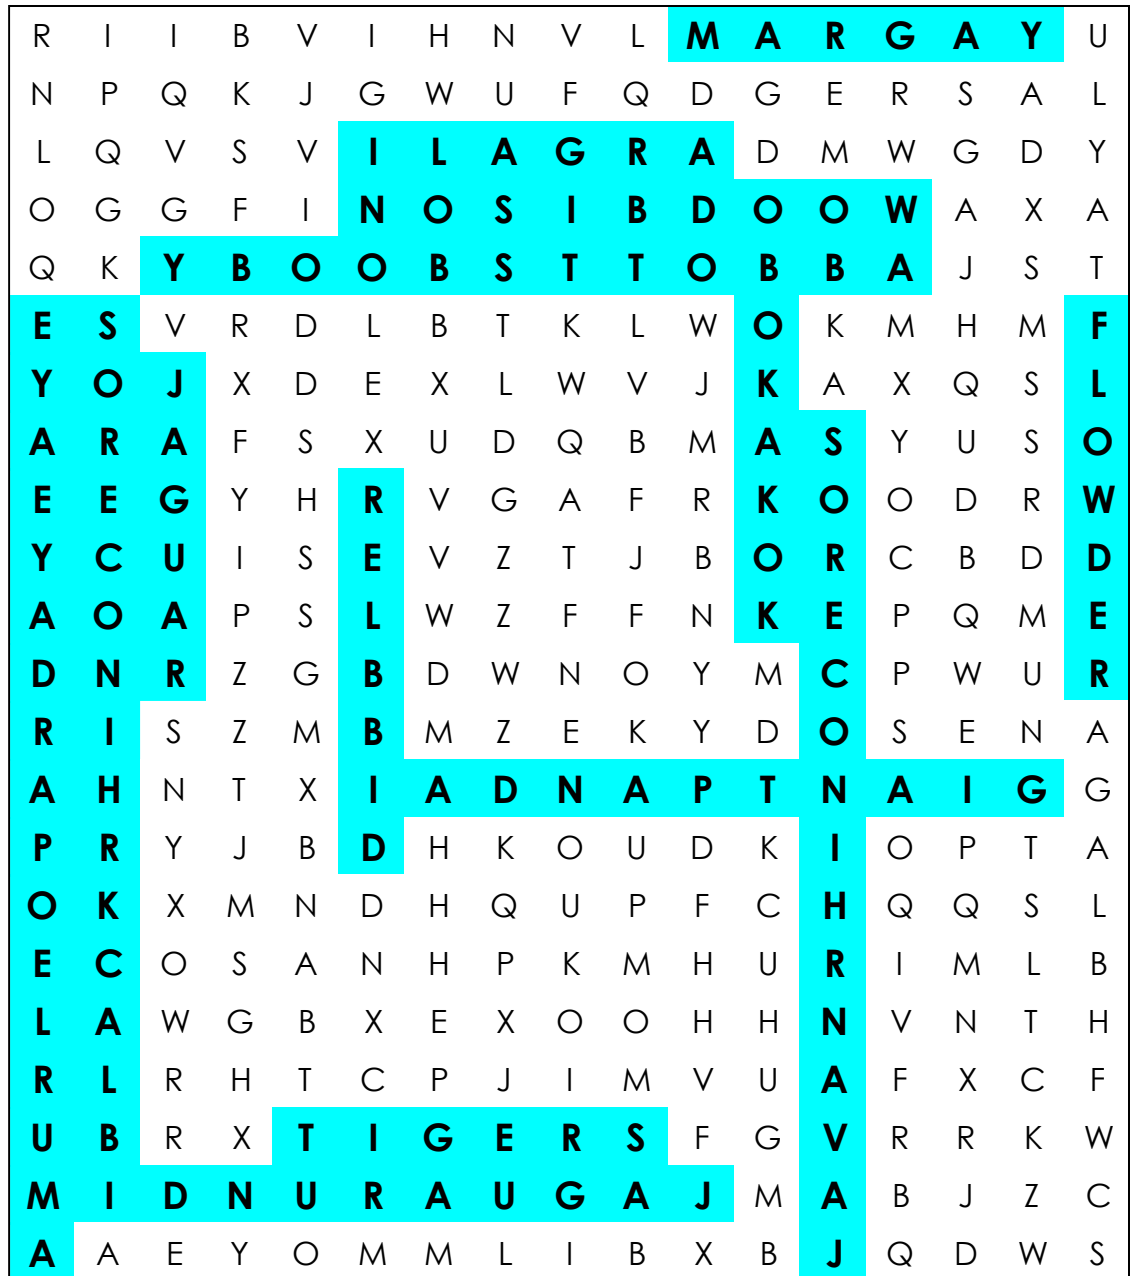 R I I B V I H N V L M A R G A Y U
N P Q K J G W U F Q D G E R S A L
L Q V S V I L A G R A D M W G D Y
O G G F I N O S I B D O O W A X A
Q K Y B O O B S T T O B B A J S T
E S V R D L B T K L W O K M H M F
Y O J X D E X L W V J K A X Q S L
A R A F S X U D Q B M A S Y U S O
E E G Y H R V G A F R K O O D R W
Y C U I S E V Z T J B O R C B D D
A O A P S L W Z F F N K E P Q M E
D N R Z G B D W N O Y M C P W U R
R I S Z M B M Z E K Y D O S E N A
A H N T X I A D N A P T N A I G G
P R Y J B D H K O U D K I O P T A
O K X M N D H Q U P F C H Q Q S L
E C O S A N H P K M H U R I M L B
L A W G B X E X O O H H N V N T H
R L R H T C P J I M V U A F X C F
U B R X T I G E R S F G V R R K W
M I D N U R A U G A J M A B J Z C
A A E Y O M M L I B X B J Q D W S